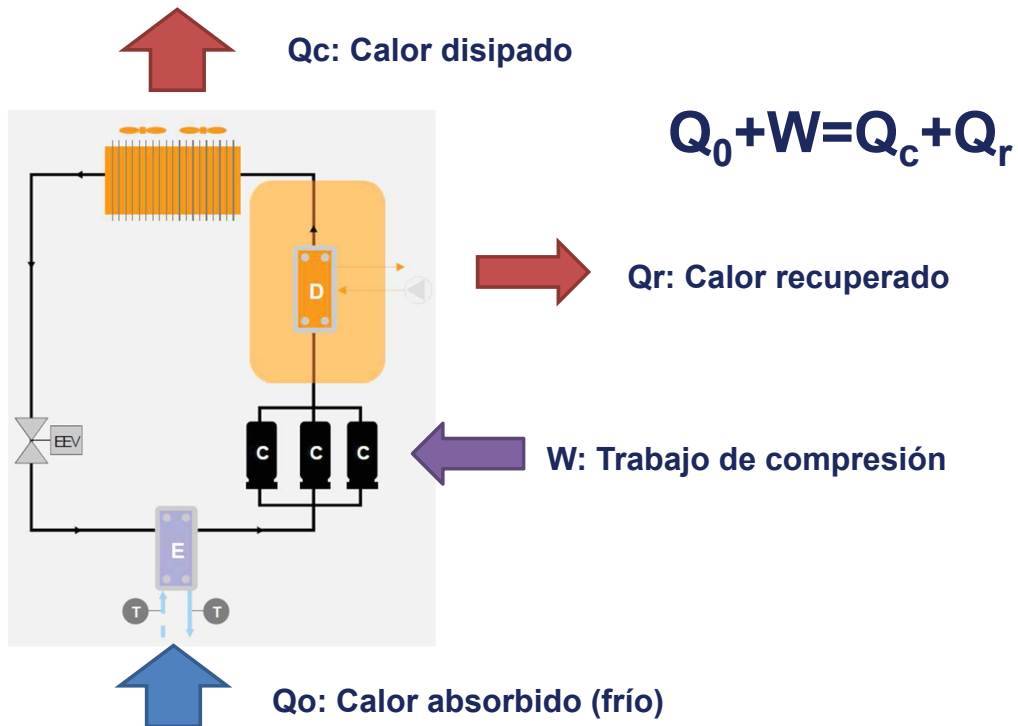 Qc: Calor disipado
Q₀+W=Qc+Qr
D
Qr: Calor recuperado
EEV
C C C
W: Trabajo de compresión
E
T T
Qo: Calor absorbido (frío)